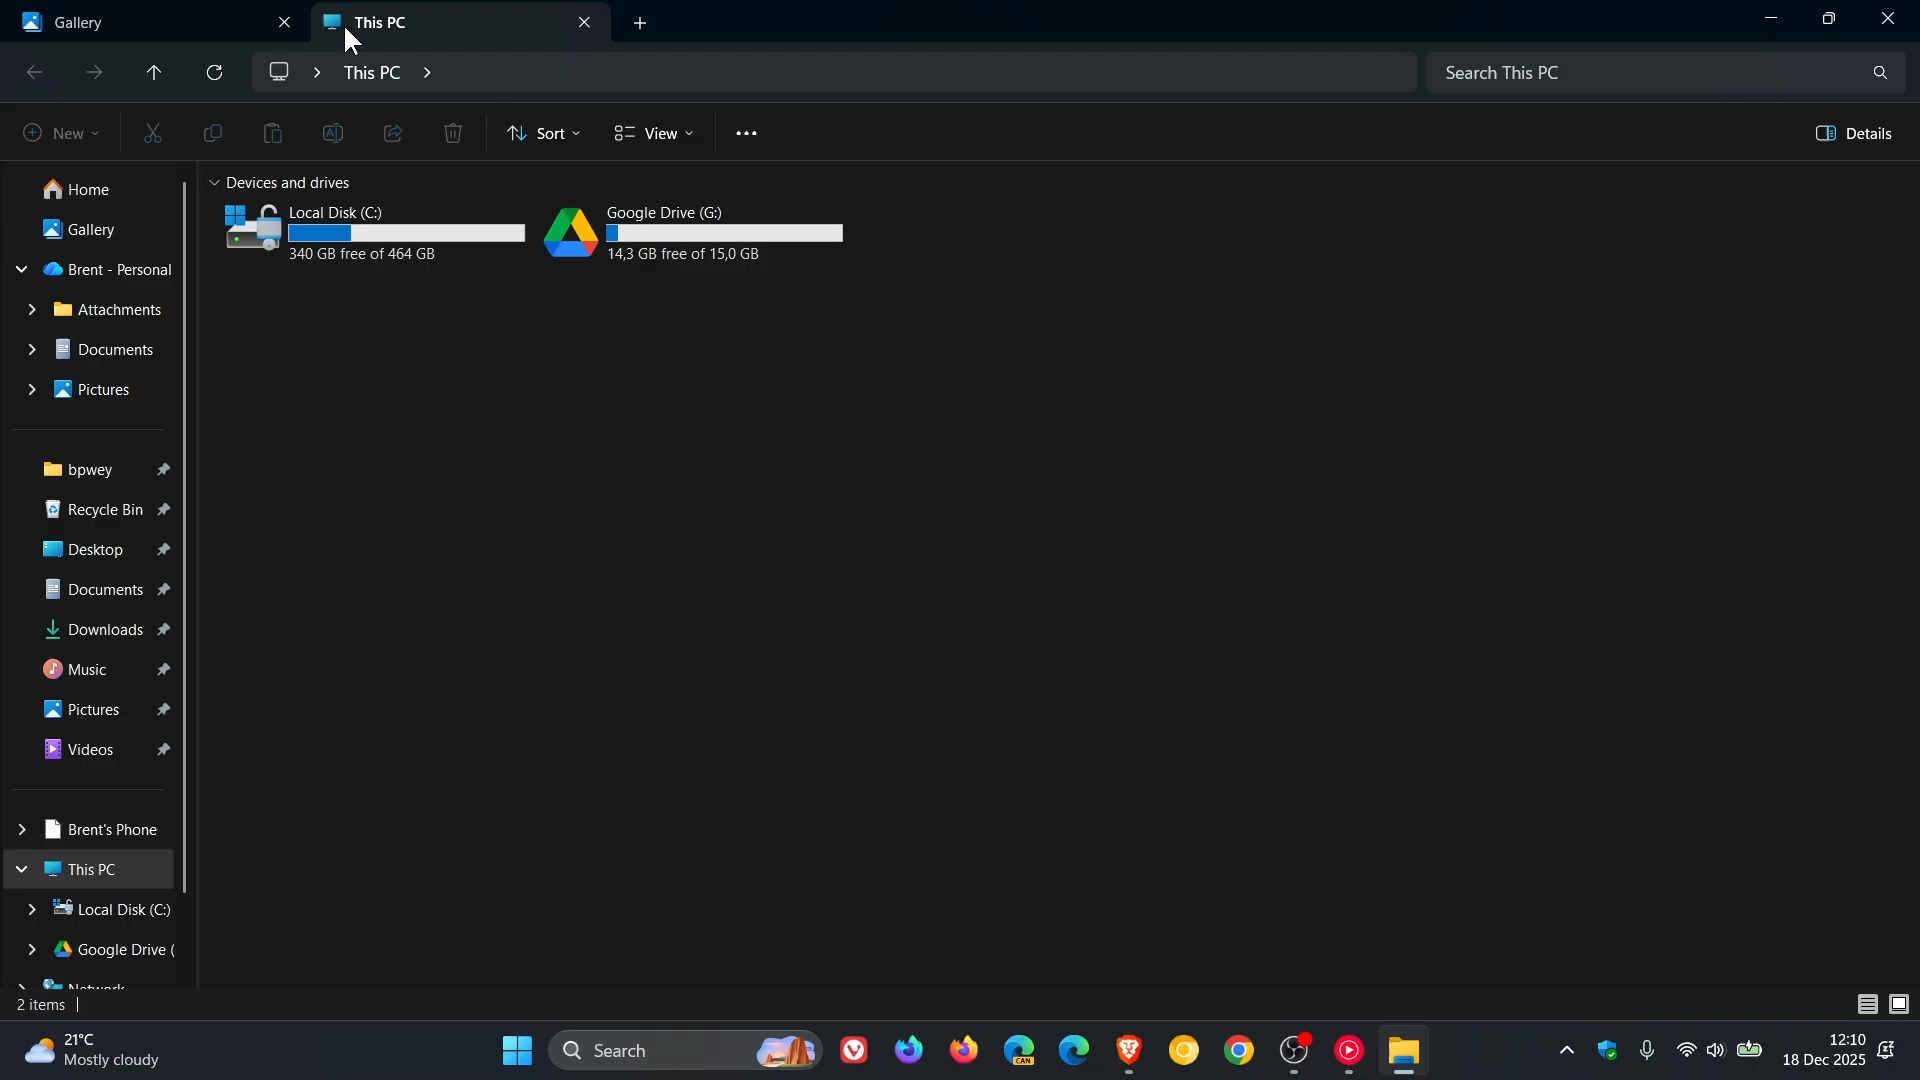 Gallery
This PC
This PC
Search This PC
New
Sort
View
Details
Home
Gallery
Brent - Personal
Attachments
Documents
Pictures
bpwey
Recycle Bin
Desktop
Documents
Downloads
Music
Pictures
Videos
Brent's Phone
This PC
Local Disk (C:)
Google Drive (
Network
Devices and drives
Local Disk (C:)
340 GB free of 464 GB
Google Drive (G:)
14,3 GB free of 15,0 GB
2 items
21°C
Mostly cloudy
Search
CAN
12:10
18 Dec 2025